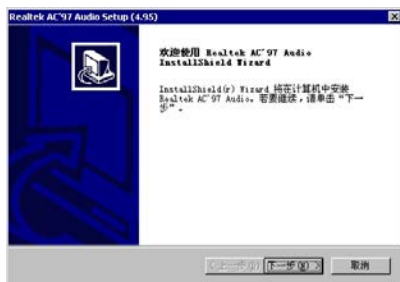 Realtek AC'97 Audio Setup (4.95)
欢迎使用 Realtek AC'97 Audio
InstallShield Wizard
InstallShield(r) Wizard 将在计算机中安装
Realtek AC'97 Audio。若要继续，请单击“下一
步”。
<上一步(B) 下一步(N)> 取消